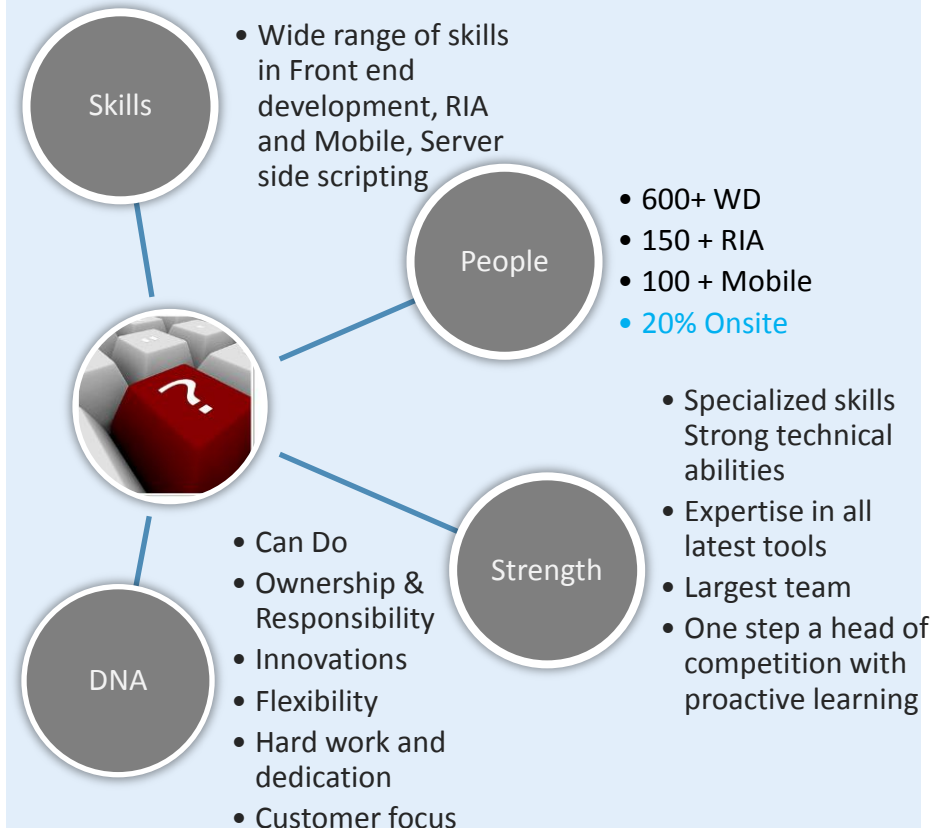 Skills
• Wide range of skills
in Front end
development, RIA
and Mobile, Server
side scripting
People
• 600+ WD
• 150 + RIA
• 100 + Mobile
• 20% Onsite
?
Strength
• Specialized skills
Strong technical
abilities
• Expertise in all
latest tools
• Largest team
• One step a head of
competition with
proactive learning
DNA
• Can Do
• Ownership &
Responsibility
• Innovations
• Flexibility
• Hard work and
dedication
• Customer focus